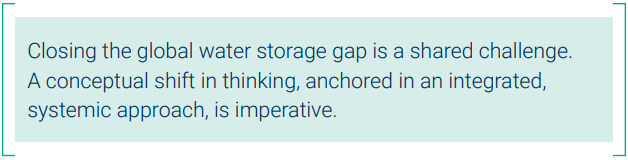 Closing the global water storage gap is a shared challenge.
A conceptual shift in thinking, anchored in an integrated,
systemic approach, is imperative.